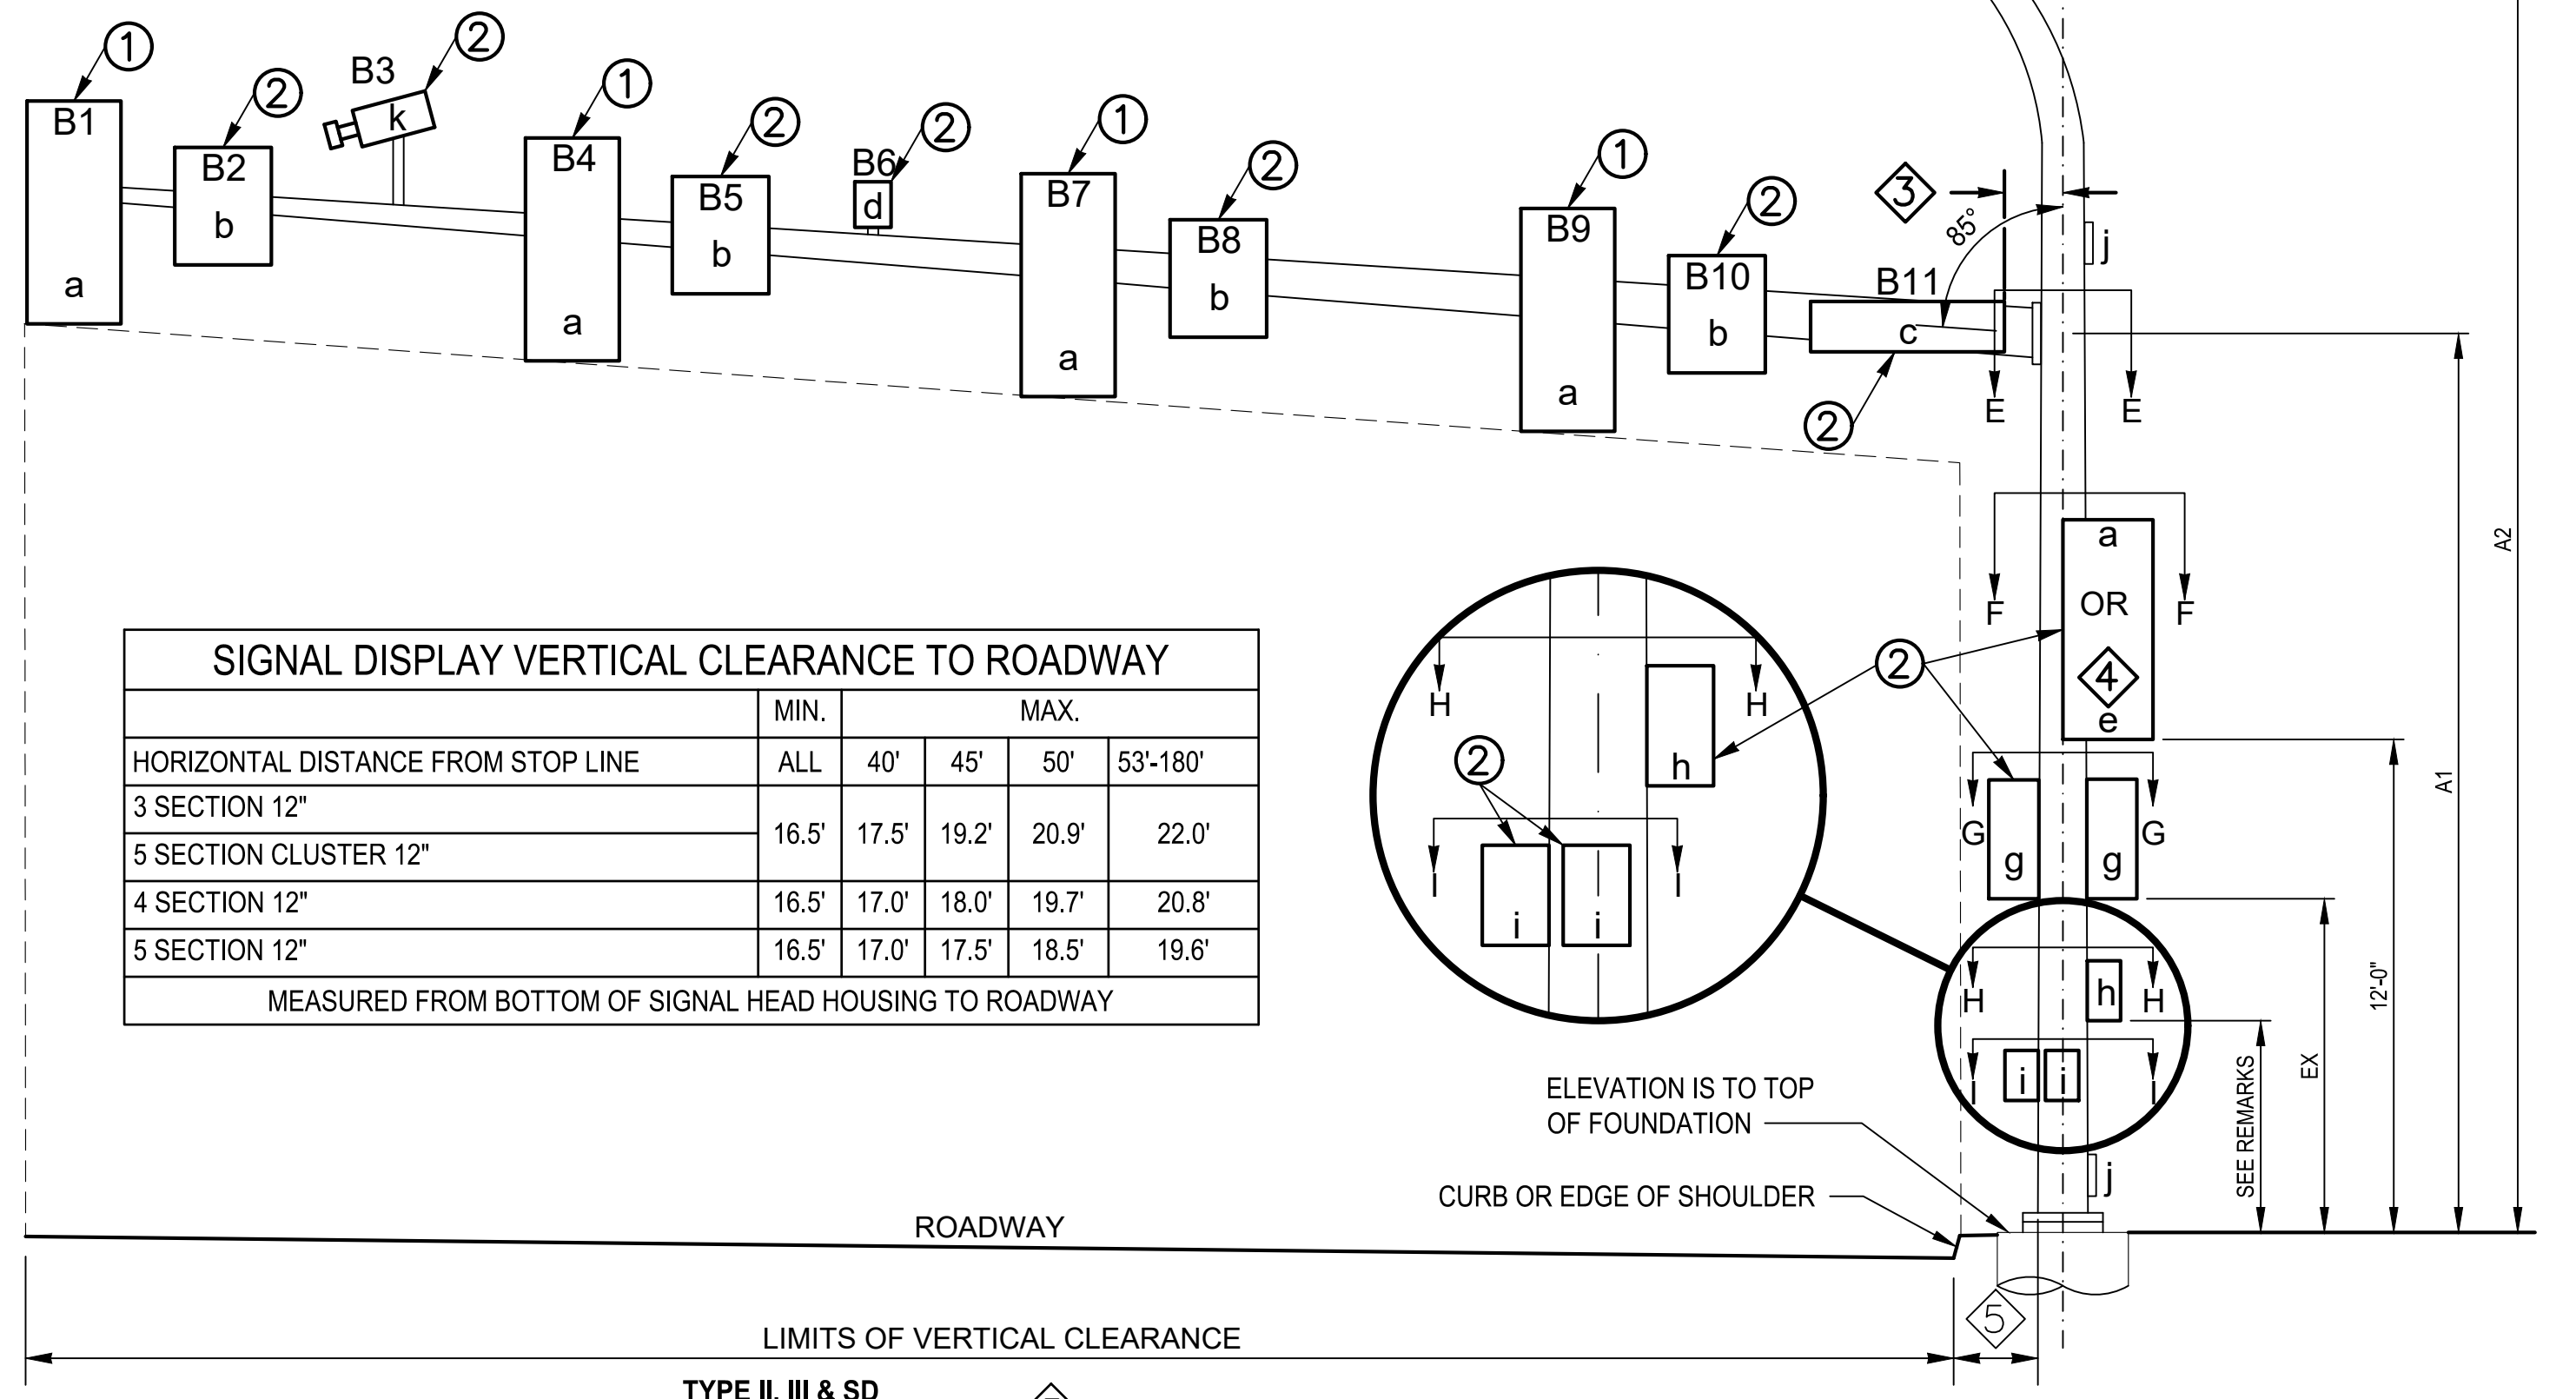 1
2
B3
2
1
2
2
1
2
1
2
B1
a
B2
b
k
B4
a
B5
b
B6
d
B7
a
B8
b
B9
a
B10
b
B11
c
2
3
85°
j
E E
F F
a
OR
4
e
2
G G
g g
H H
h
2
I I
i i
H H
h
I I
i i
j
A2
A1
12'-0"
EX
SEE REMARKS
SIGNAL DISPLAY VERTICAL CLEARANCE TO ROADWAY
MIN. MAX.
HORIZONTAL DISTANCE FROM STOP LINE ALL 40' 45' 50' 53'-180'
3 SECTION 12"
16.5' 17.5' 19.2' 20.9' 22.0'
5 SECTION CLUSTER 12"
4 SECTION 12" 16.5' 17.0' 18.0' 19.7' 20.8'
5 SECTION 12" 16.5' 17.0' 17.5' 18.5' 19.6'
MEASURED FROM BOTTOM OF SIGNAL HEAD HOUSING TO ROADWAY
ELEVATION IS TO TOP
OF FOUNDATION
CURB OR EDGE OF SHOULDER
ROADWAY
5
LIMITS OF VERTICAL CLEARANCE
TYPE II, III & SD